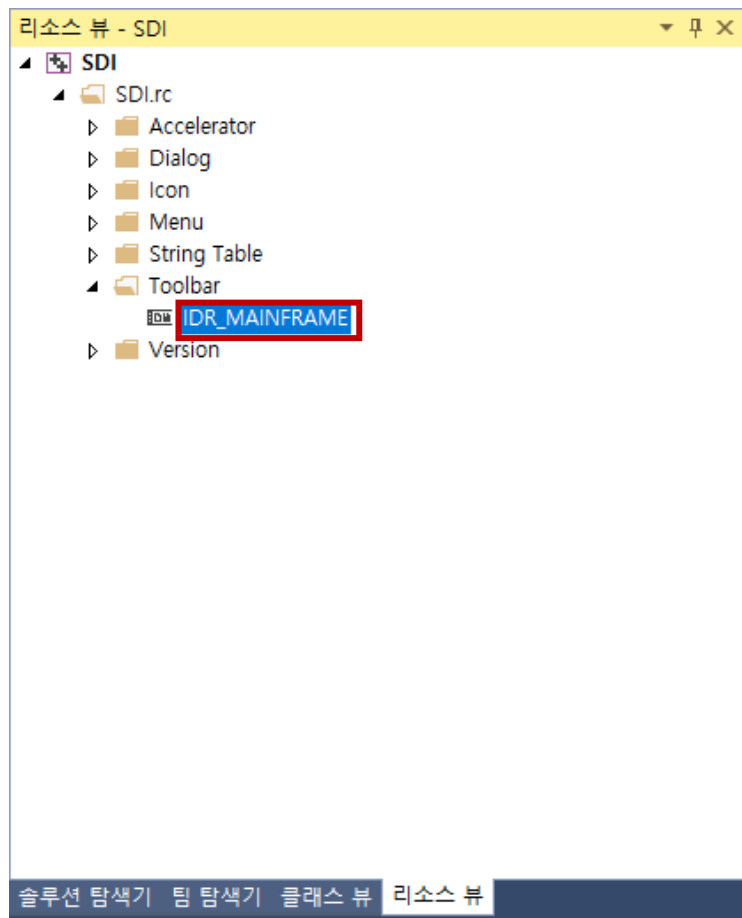 리소스 뷰 - SDI
SDI
SDI.rc
Accelerator
Dialog
Icon
Menu
String Table
Toolbar
IDR_MAINFRAME
Version
솔루션 탐색기 팀 탐색기 클래스 뷰 리소스 뷰